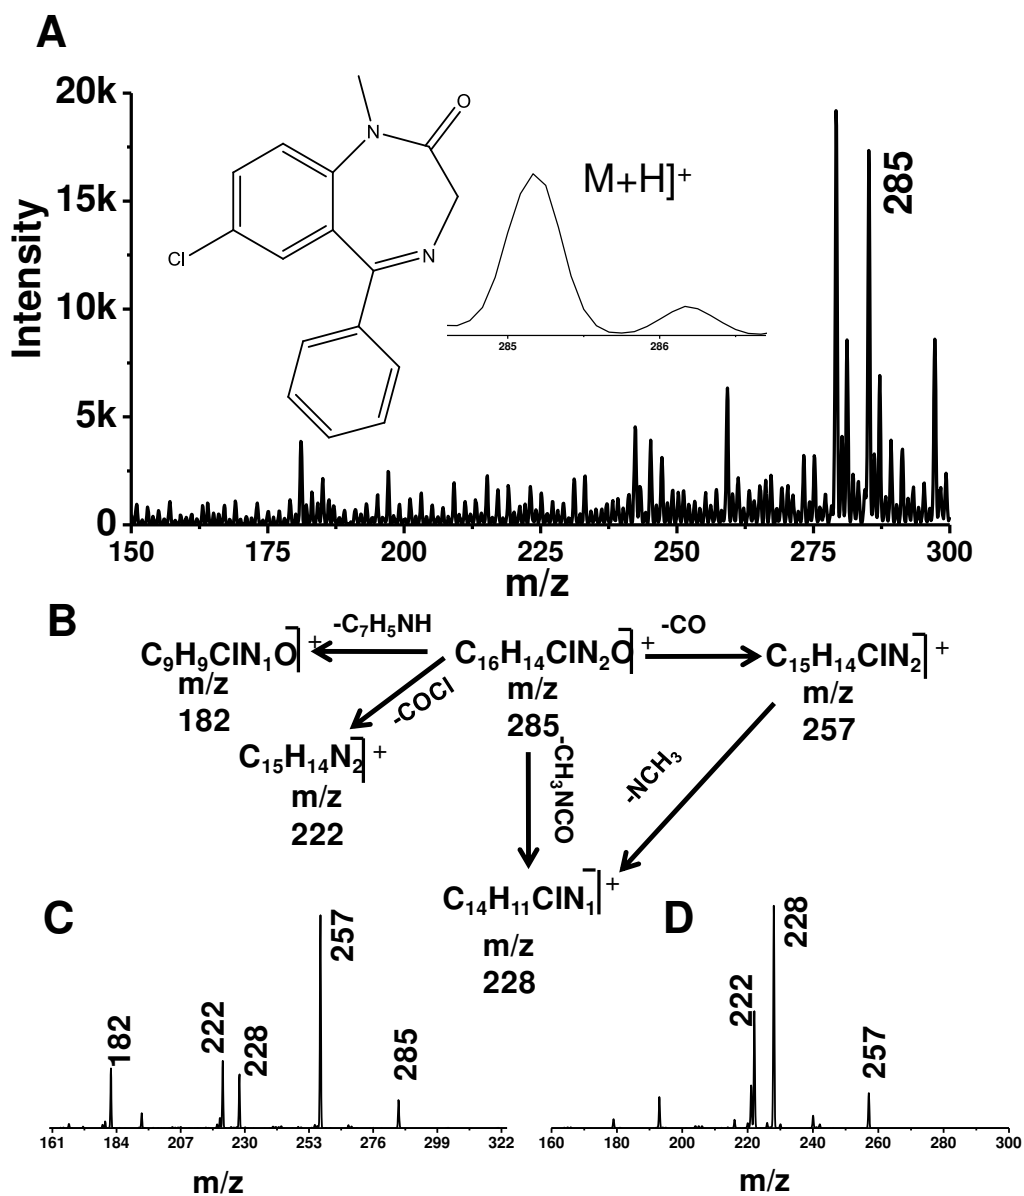 A
20k
15k
10k
5k
0
Intensity
150 175 200 225 250 275 300
m/z
N
O
N
Cl
M+H]+
285 286
285
B
C9H9ClN1O]+
m/z
182
-C7H5NH
C16H14ClN2O]+
m/z
285
-CO
C15H14ClN2]+
m/z
257
-COCl
C15H14N2]+
m/z
222
-CH3NCO
-NCH3
C14H11ClN1]+
m/z
228
C
182
222
228
257
285
161 184 207 230 253 276 299 322
m/z
D
222
228
257
160 180 200 220 240 260 280 300
m/z